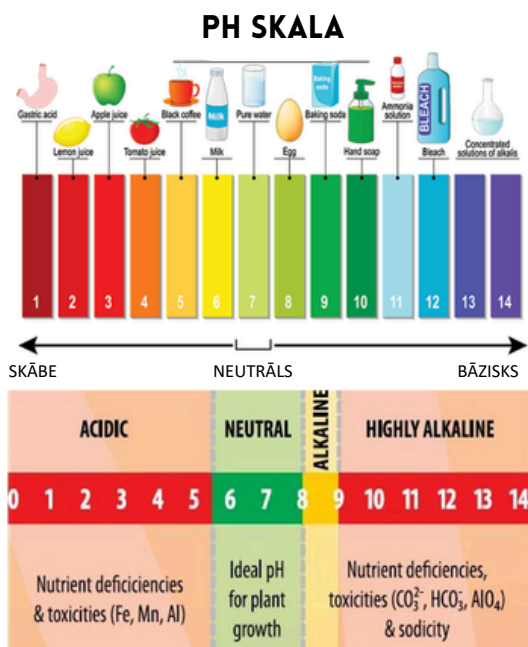 PH SKALA
Gastric acid
Apple juice
Black coffee
Milk
Pure water
Baking soda
Baking soda
Ammonia solution
BLEACH
Lemon juice
Tomato juice
Milk
Egg
Hand soap
Bleach
Concentrated
solutions of alkalis
1 2 3 4 5 6 7 8 9 10 11 12 13 14
SKĀBE NEUTRĀLS BĀZISKS
ACIDIC NEUTRAL ALKALINE HIGHLY ALKALINE
0 1 2 3 4 5 6 7 8 9 10 11 12 13 14
Nutrient deficiciencies
& toxicities (Fe, Mn, Al)
Ideal pH
for plant
growth
Nutrient deficiencies,
toxicities (CO₃²⁻, HCO₃⁻, AlO₄⁻)
& sodicity